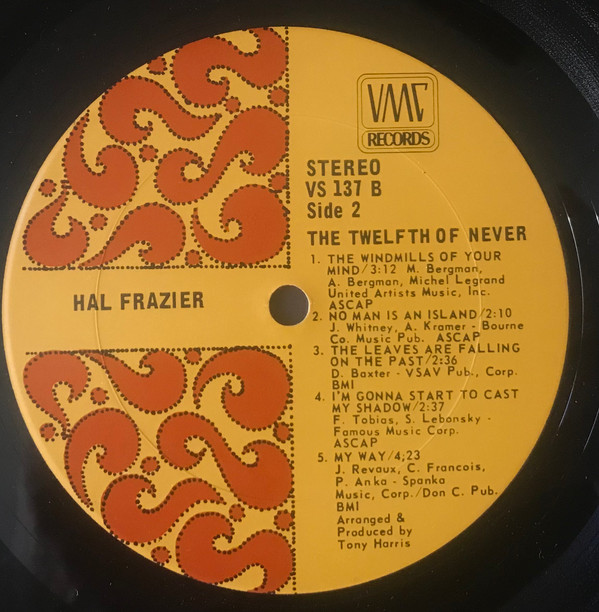 VMC
RECORDS
STEREO
VS 137 B
Side 2
THE TWELFTH OF NEVER
HAL FRAZIER
1. THE WINDMILLS OF YOUR
MIND/3:12 M. Bergman,
A. Bergman, Michel Legrand
United Artists Music, Inc.
ASCAP
2. NO MAN IS AN ISLAND/2:10
J. Whitney, A. Kramer - Bourne
Co. Music Pub. ASCAP
3. THE LEAVES ARE FALLING
ON THE PAST/2:36
D. Baxter - VSAV Pub., Corp.
BMI
4. I'M GONNA START TO CAST
MY SHADOW/2:37
F. Tobias, S. Lebonsky -
Famous Music Corp.
ASCAP
5. MY WAY/4;23
J. Revaux, C. Francois,
P. Anka - Spanka
Music, Corp./Don C. Pub.
BMI
Arranged &
Produced by
Tony Harris